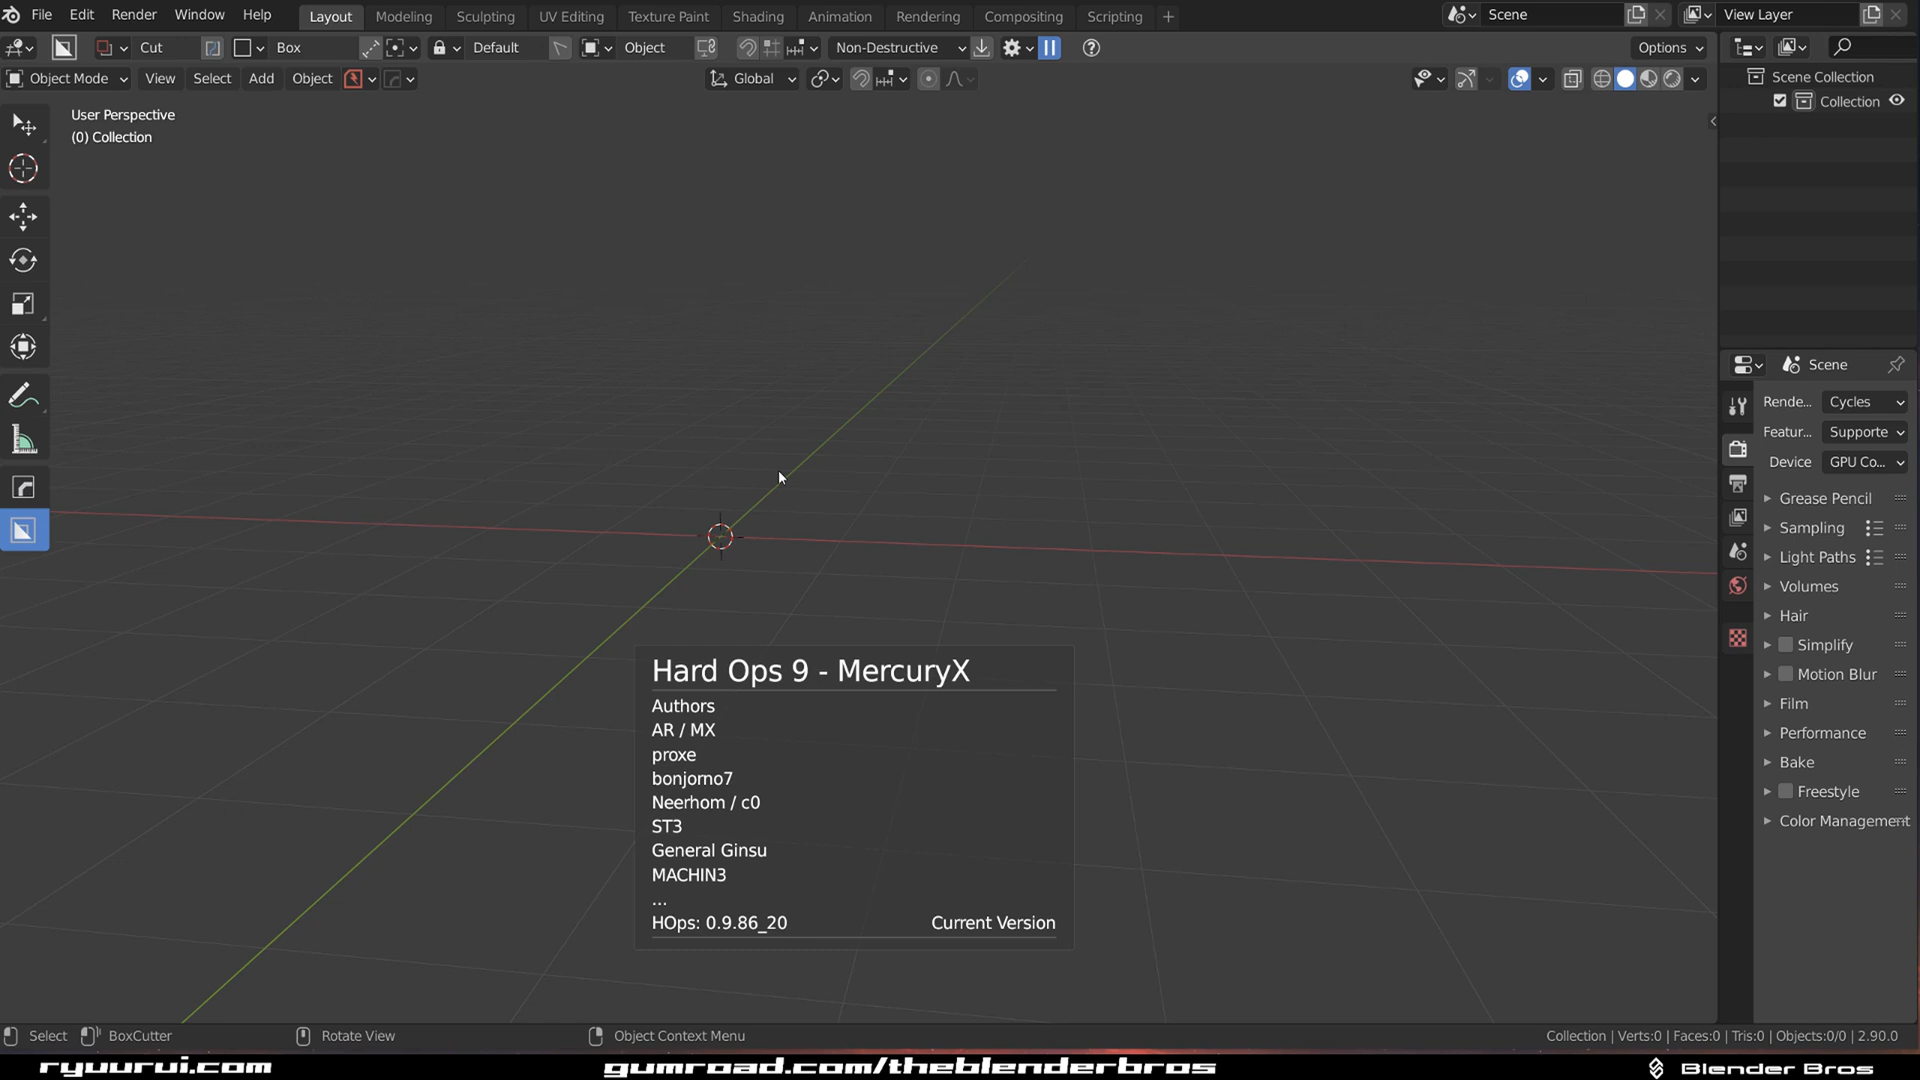 File Edit Render Window Help Layout Modeling Sculpting UV Editing Texture Paint Shading Animation Rendering Compositing Scripting + Scene View Layer
Cut Box Default Object Non-Destructive Options
Object Mode View Select Add Object Global
User Perspective
(0) Collection
Scene Collection
Collection
Scene
Rende... Cycles
Featur... Supporte
Device GPU Co...
Grease Pencil
Sampling
Light Paths
Volumes
Hair
Simplify
Motion Blur
Film
Performance
Bake
Freestyle
Color Management
Hard Ops 9 - MercuryX
Authors
AR / MX
proxe
bonjorno7
Neerhom / c0
ST3
General Ginsu
MACHIN3
...
HOps: 0.9.86_20 Current Version
Select BoxCutter Rotate View Object Context Menu Collection | Verts:0 | Faces:0 | Tris:0 | Objects:0/0 | 2.90.0
ryuurui.com gumroad.com/theblenderbros Blender Bros